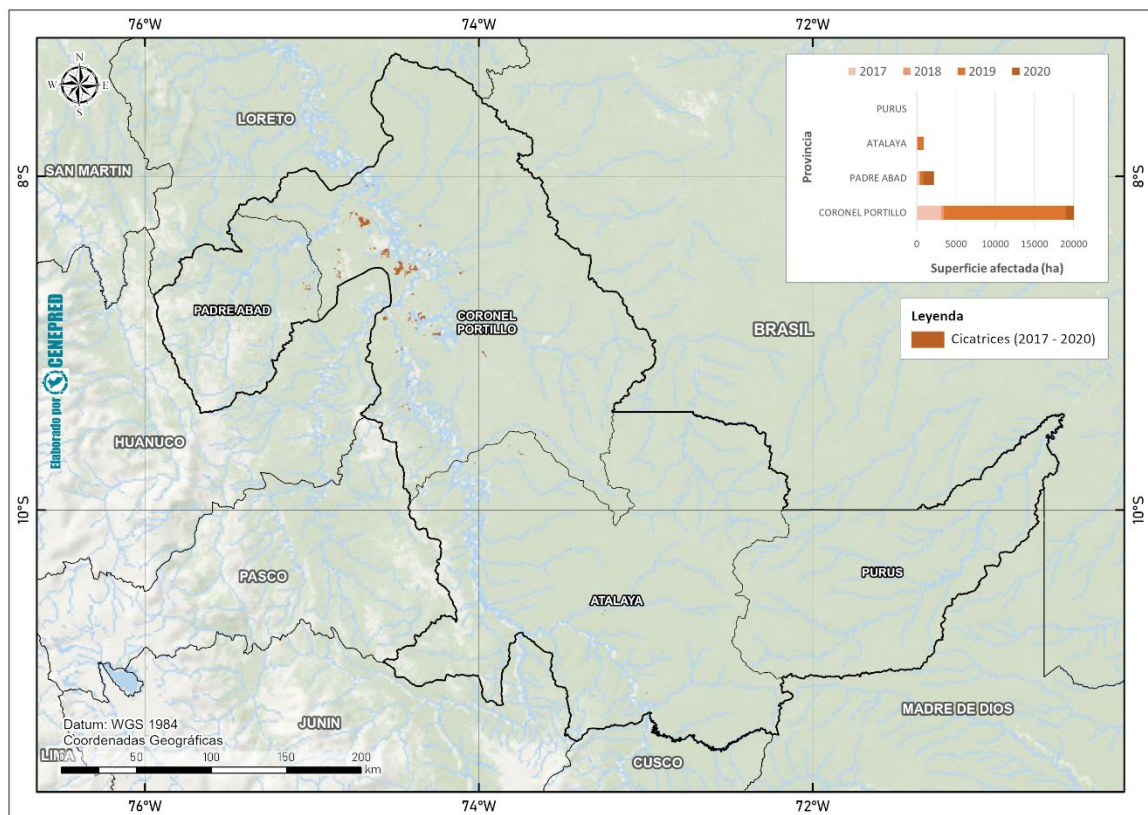 76°W
74°W
72°W
N
W
E
S
LORETO
SAN MARTIN
8°S
8°S
2017
2018
2019
2020
Provincia
PURUS
ATALAYA
PADRE ABAD
CORONEL PORTILLO
0
5000
10000
15000
20000
Superficie afectada (ha)
Leyenda
Cicatrices (2017 - 2020)
BRASIL
PADRE ABAD
CORONEL
PORTILLO
Elaborado por CENEPRED
HUANUCO
10°S
10°S
PASCO
PURUS
ATALAYA
MADRE DE DIOS
JUNIN
CUSCO
LIMA
Datum: WGS 1984
Coordenadas Geográficas
50
100
150
200
km
76°W
74°W
72°W